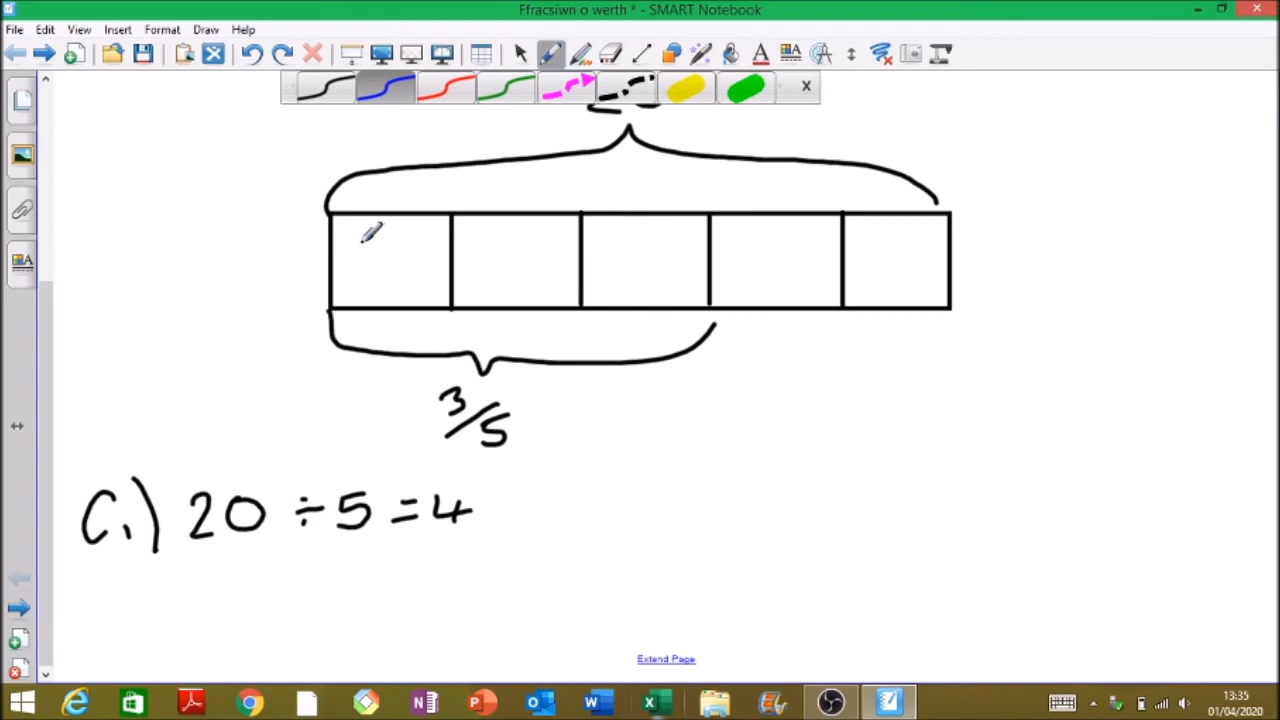 Ffracsiwn o werth * - SMART Notebook
File Edit View Insert Format Draw Help
3/5
C1) 20 ÷ 5 = 4
Extend Page
13:35
01/04/2020